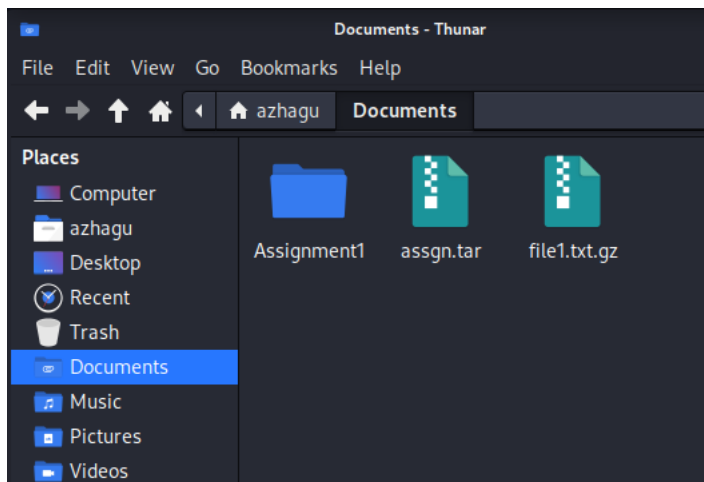 Documents - Thunar
File Edit View Go Bookmarks Help
azhagu Documents
Places
Computer
azhagu
Desktop
Recent
Trash
Documents
Music
Pictures
Videos
Assignment1 assgn.tar file1.txt.gz